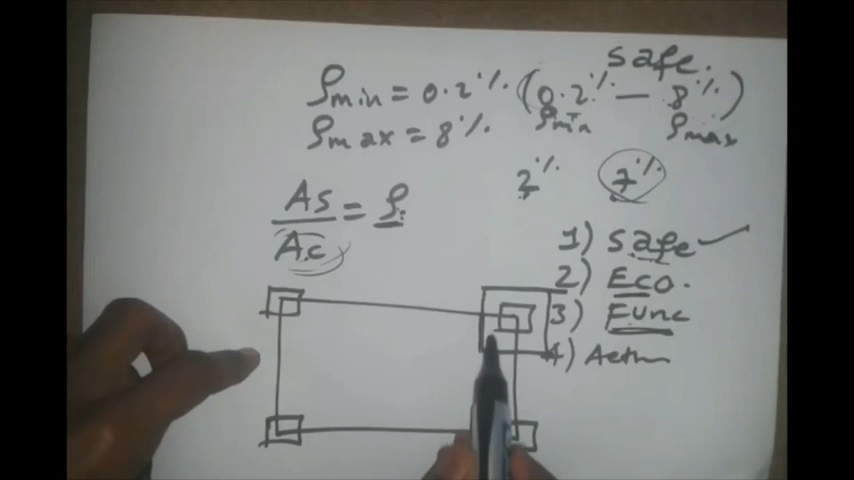 safe.
ρmin = 0.2% (0.2% — 8%)
ρmin ρmax
ρmax = 8%
2% 7%
As/Ac = ρ
1) safe ✓
2) Eco.
3) Func
4) Aeth